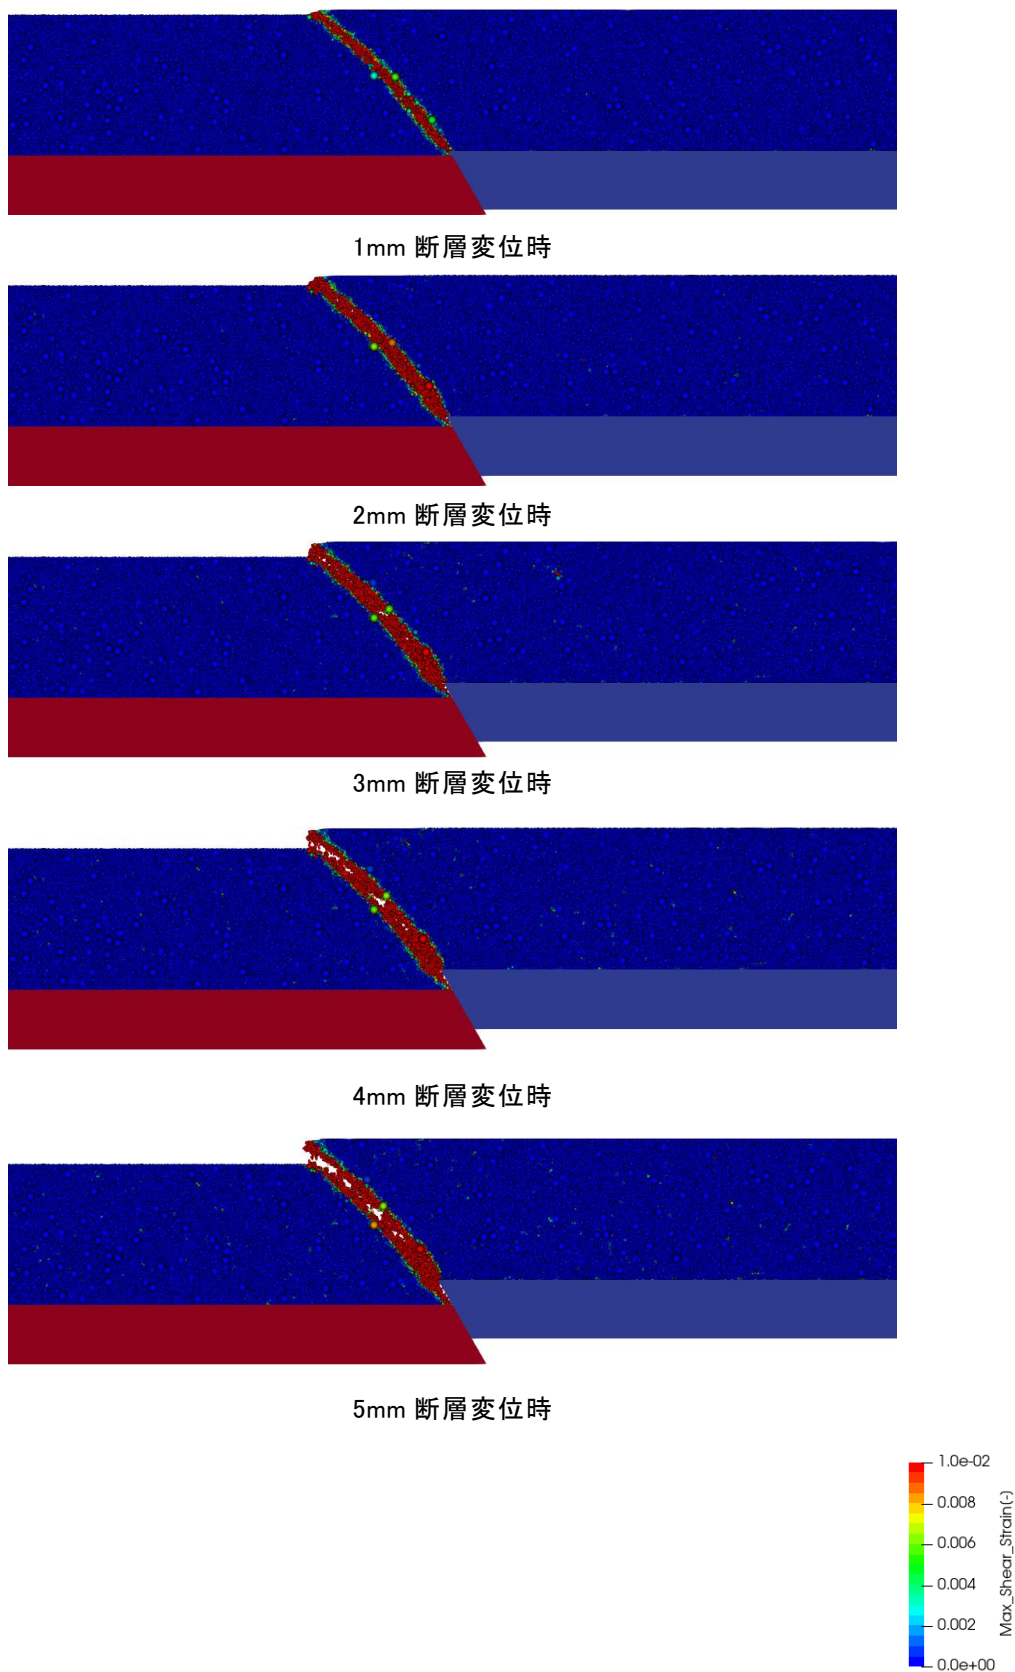 1mm 断層変位時
2mm 断層変位時
3mm 断層変位時
4mm 断層変位時
5mm 断層変位時
1.0e-02
0.008
0.006
0.004
0.002
0.0e+00
Max_Shear_Strain(-)